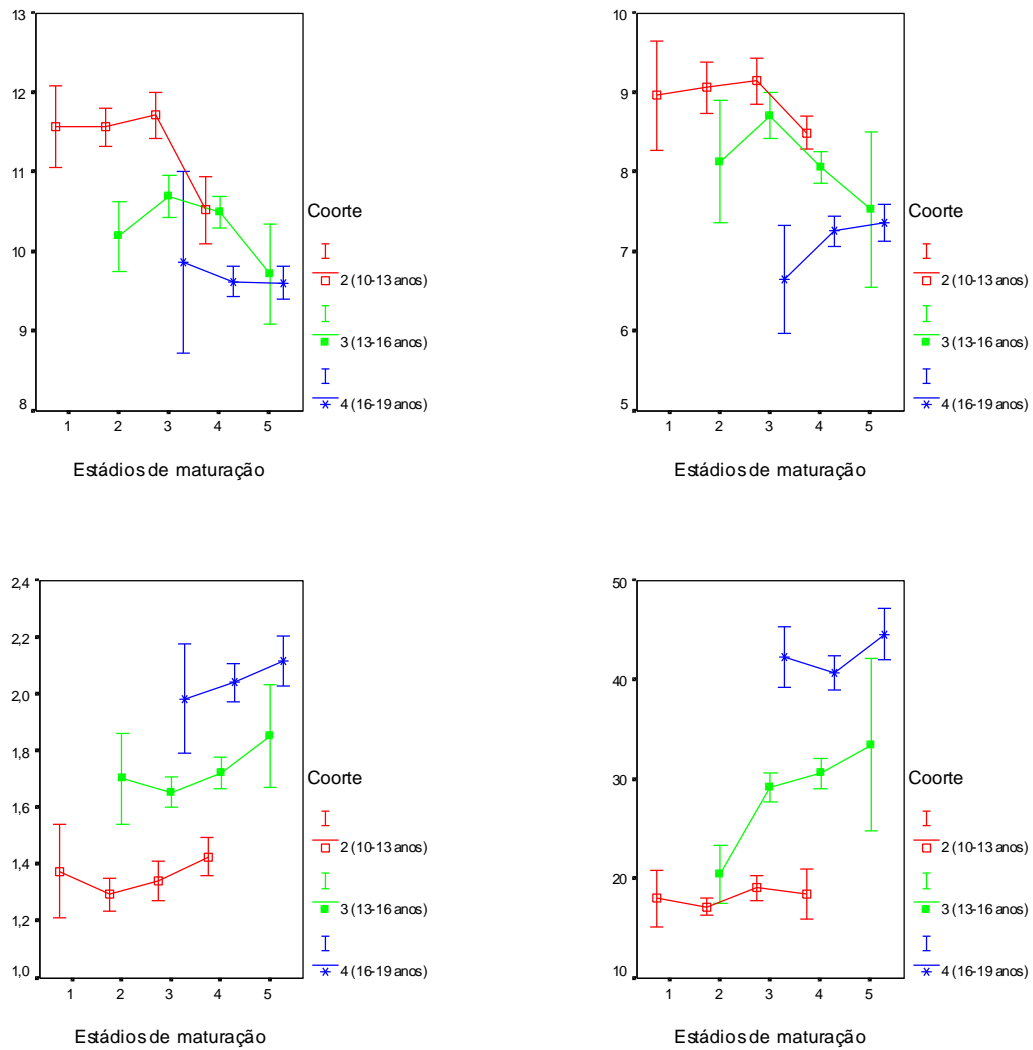 13
12
11
10
9
8
1 2 3 4 5
Estádios de maturação
Coorte
2 (10-13 anos)
3 (13-16 anos)
4 (16-19 anos)
10
9
8
7
6
5
1 2 3 4 5
Estádios de maturação
Coorte
2 (10-13 anos)
3 (13-16 anos)
4 (16-19 anos)
2,4
2,2
2,0
1,8
1,6
1,4
1,2
1,0
1 2 3 4 5
Estádios de maturação
Coorte
2 (10-13 anos)
3 (13-16 anos)
4 (16-19 anos)
50
40
30
20
10
1 2 3 4 5
Estádios de maturação
Coorte
2 (10-13 anos)
3 (13-16 anos)
4 (16-19 anos)